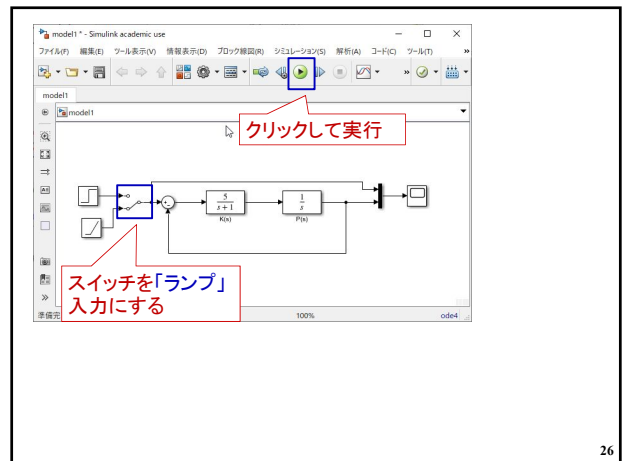 model1 * - Simulink academic use
ファイル(F) 編集(E) ツール表示(V) 情報表示(D) ブロック線図(R) シミュレーション(S) 解析(A) コード(C) ツール(T) »
model1
model1
クリックして実行
5
s + 1
K(s)
1
s
P(s)
スイッチを「ランプ」
入力にする
準備完
100%
ode4
26